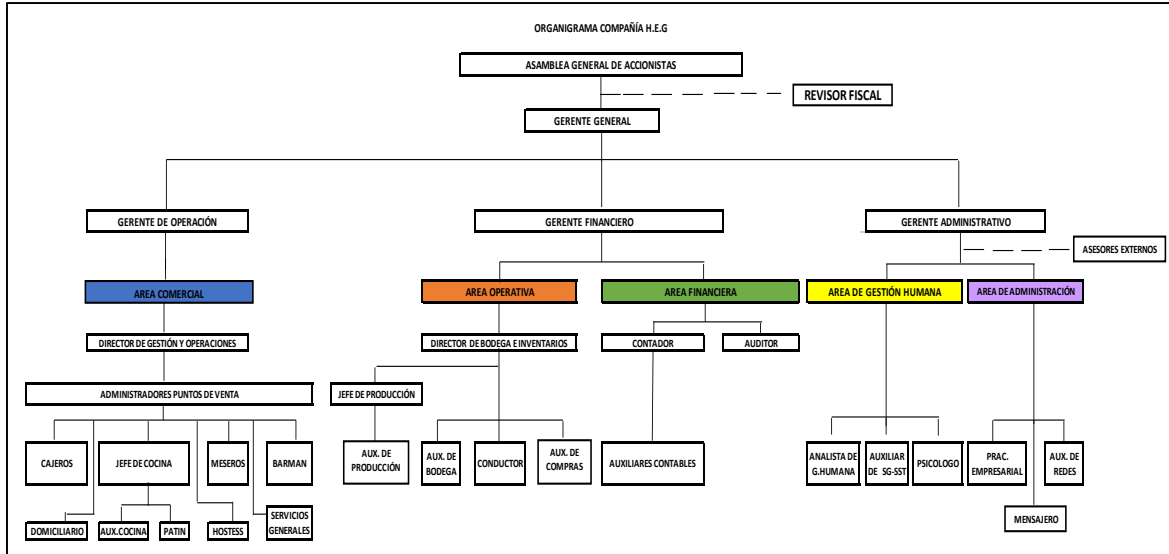 ORGANIGRAMA COMPAÑÍA H.E.G
ASAMBLEA GENERAL DE ACCIONISTAS
REVISOR FISCAL
GERENTE GENERAL
GERENTE DE OPERACIÓN
GERENTE FINANCIERO
GERENTE ADMINISTRATIVO
ASESORES EXTERNOS
AREA COMERCIAL
AREA OPERATIVA
AREA FINANCIERA
AREA DE GESTIÓN HUMANA
AREA DE ADMINISTRACIÓN
DIRECTOR DE GESTIÓN Y OPERACIONES
DIRECTOR DE BODEGA E INVENTARIOS
CONTADOR
AUDITOR
ADMINISTRADORES PUNTOS DE VENTA
JEFE DE PRODUCCIÓN
CAJEROS
JEFE DE COCINA
MESEROS
BARMAN
AUX. DE
PRODUCCIÓN
AUX. DE
BODEGA
CONDUCTOR
AUX. DE
COMPRAS
AUXILIARES CONTABLES
ANALISTA DE
G.HUMANA
AUXILIAR
DE SG-SST
PSICOLOGO
PRAC.
EMPRESARIAL
AUX. DE
REDES
DOMICILIARIO
AUX.COCINA
PATIN
HOSTESS
SERVICIOS
GENERALES
MENSAJERO